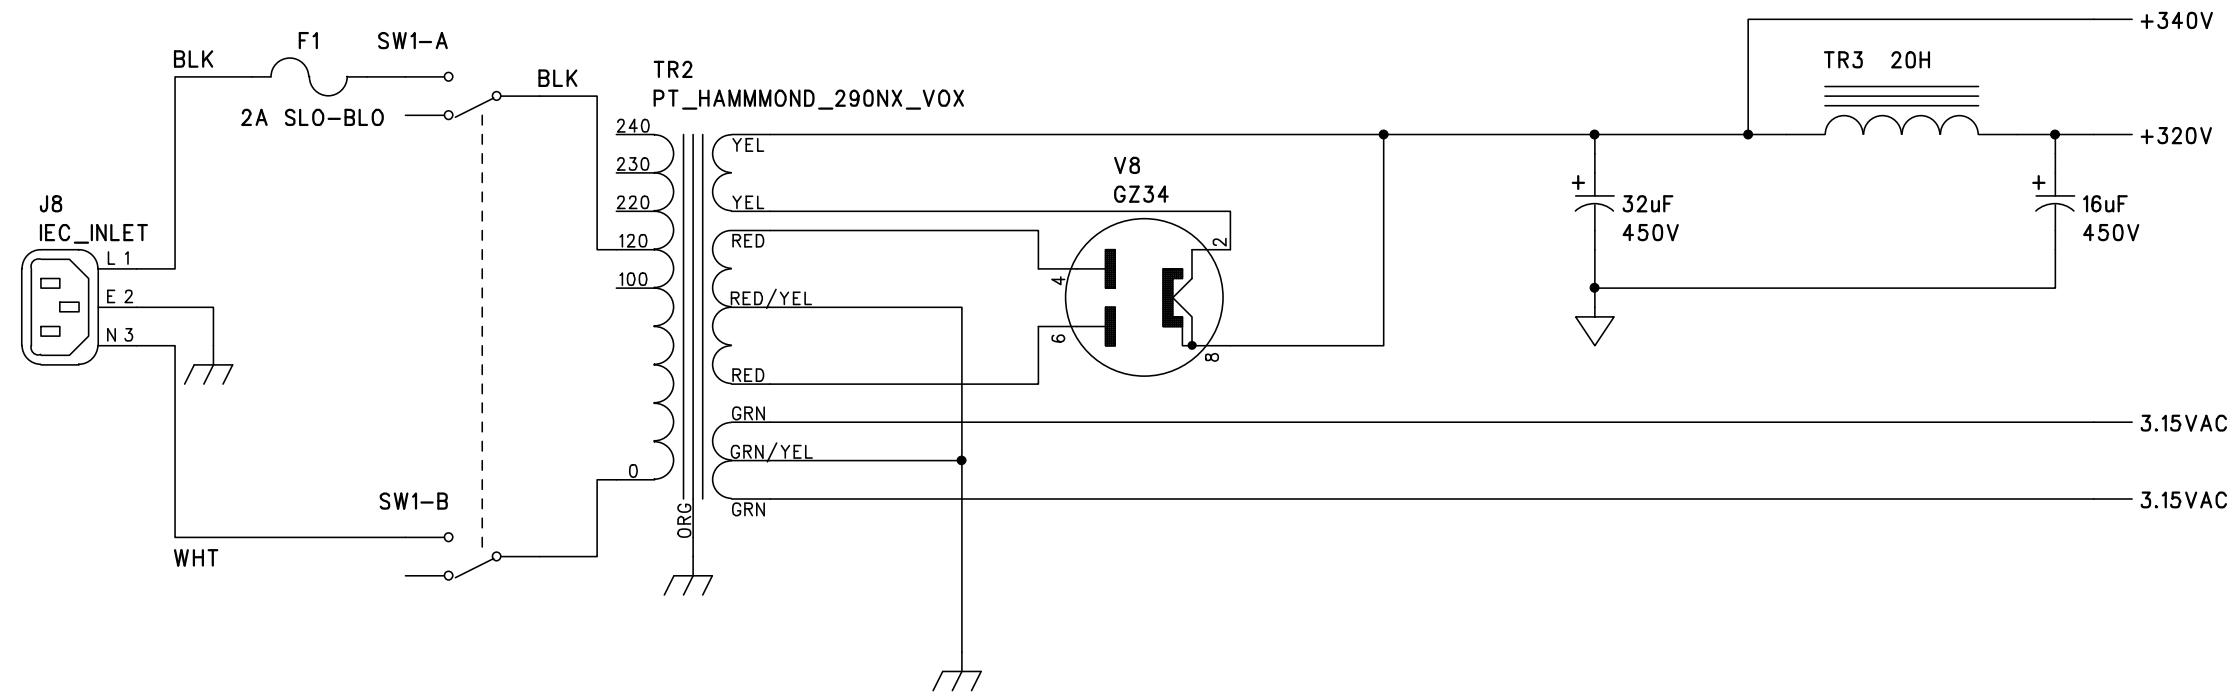 F1
SW1-A
BLK
2A SLO-BLO
BLK
TR2
PT_HAMMMOND_290NX_VOX
240
230
220
120
100
0
ORG
YEL
YEL
RED
RED/YEL
RED
GRN
GRN/YEL
GRN
J8
IEC_INLET
L 1
E 2
N 3
WHT
SW1-B
V8
GZ34
4
6
2
8
+340V
TR3 20H
+320V
+
32uF
450V
+
16uF
450V
3.15VAC
3.15VAC